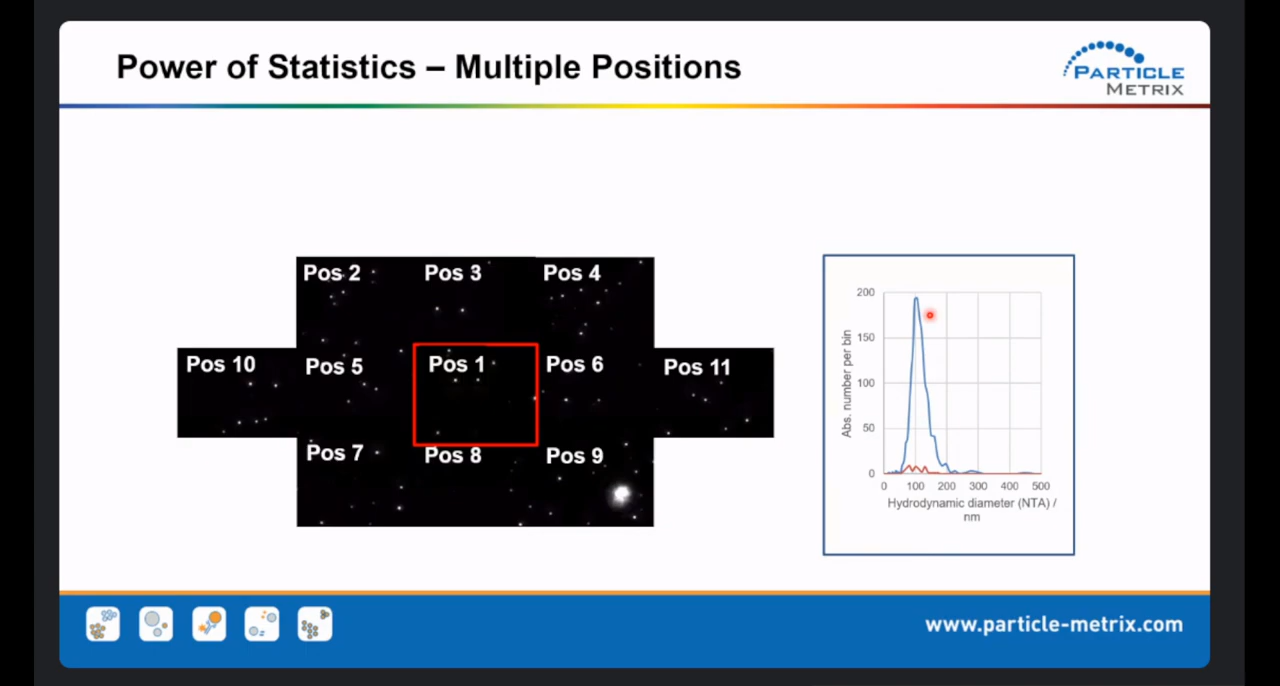 Power of Statistics – Multiple Positions
PARTICLE
METRIX
Pos 2
Pos 3
Pos 4
Pos 10
Pos 5
Pos 1
Pos 6
Pos 11
Pos 7
Pos 8
Pos 9
200
150
100
50
0
Abs. number per bin
0 100 200 300 400 500
Hydrodynamic diameter (NTA) /
nm
www.particle-metrix.com